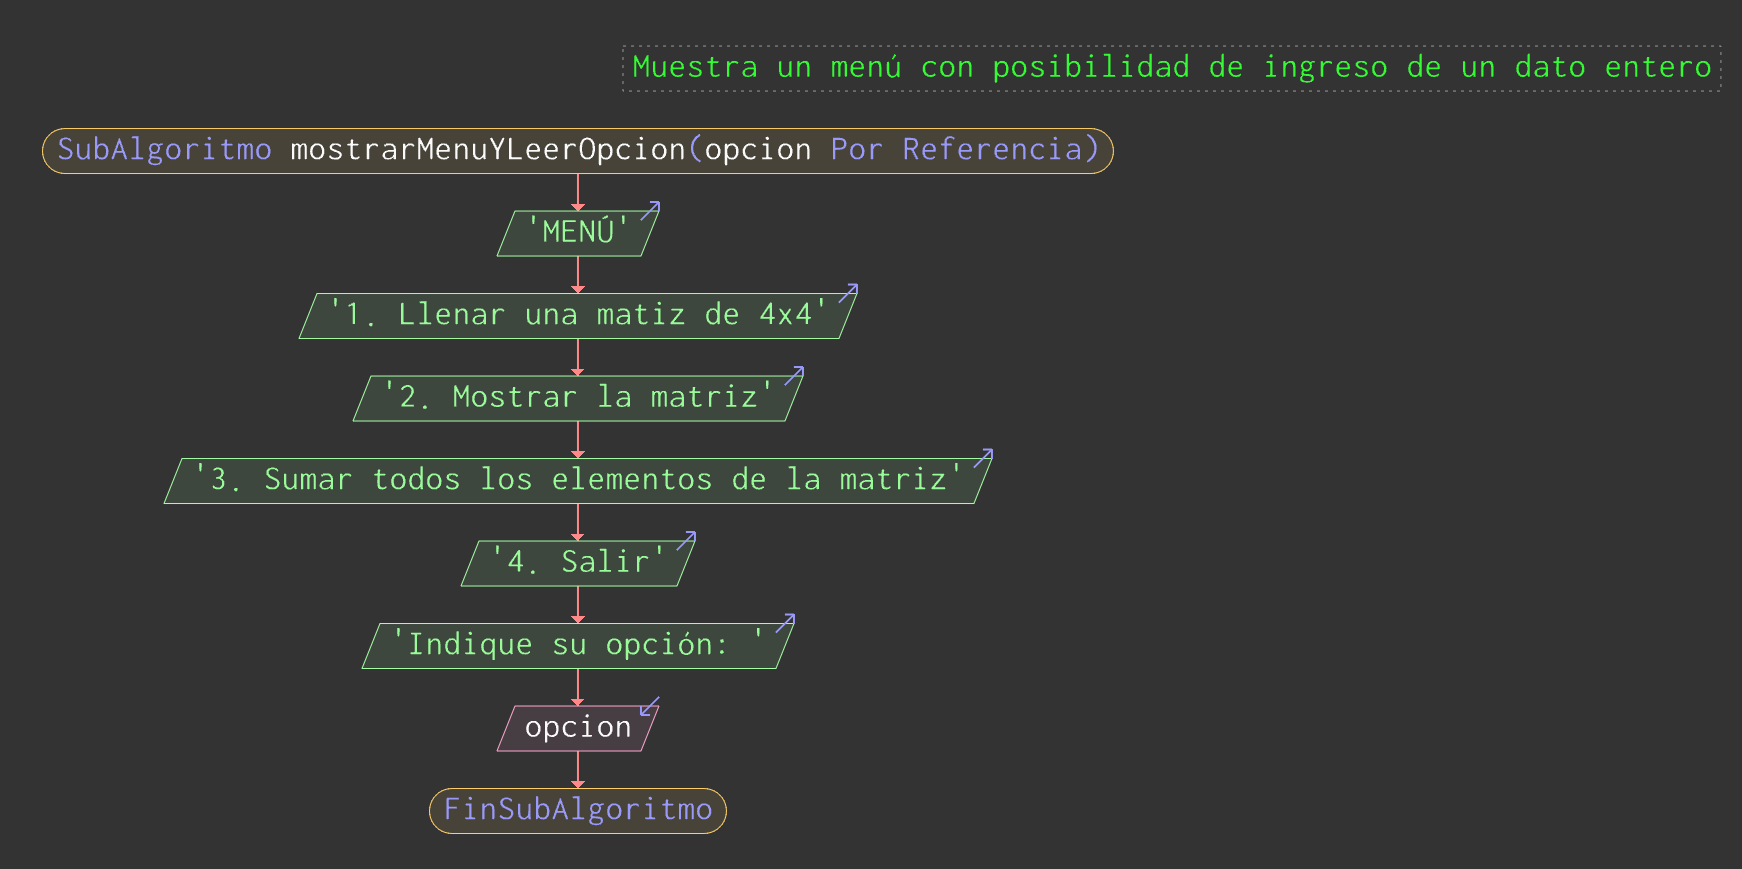 Muestra un menú con posibilidad de ingreso de un dato entero
SubAlgoritmo mostrarMenuYLeerOpcion(opcion Por Referencia)
'MENÚ'
'1. Llenar una matiz de 4x4'
'2. Mostrar la matriz'
'3. Sumar todos los elementos de la matriz'
'4. Salir'
'Indique su opción: '
opcion
FinSubAlgoritmo